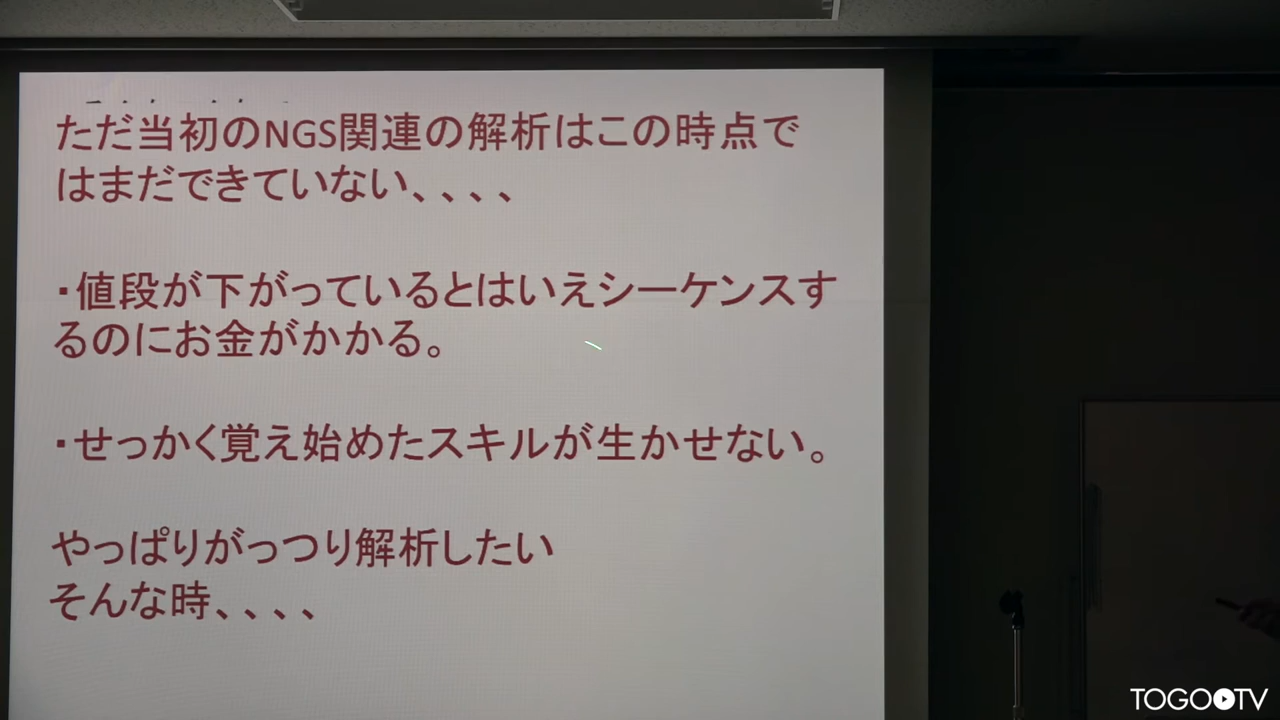 ただ当初のNGS関連の解析はこの時点で
はまだできていない、、、、
・値段が下がっているとはいえシーケンスす
るのにお金がかかる。
・せっかく覚え始めたスキルが生かせない。
やっぱりがっつり解析したい
そんな時、、、、
TOGOTV